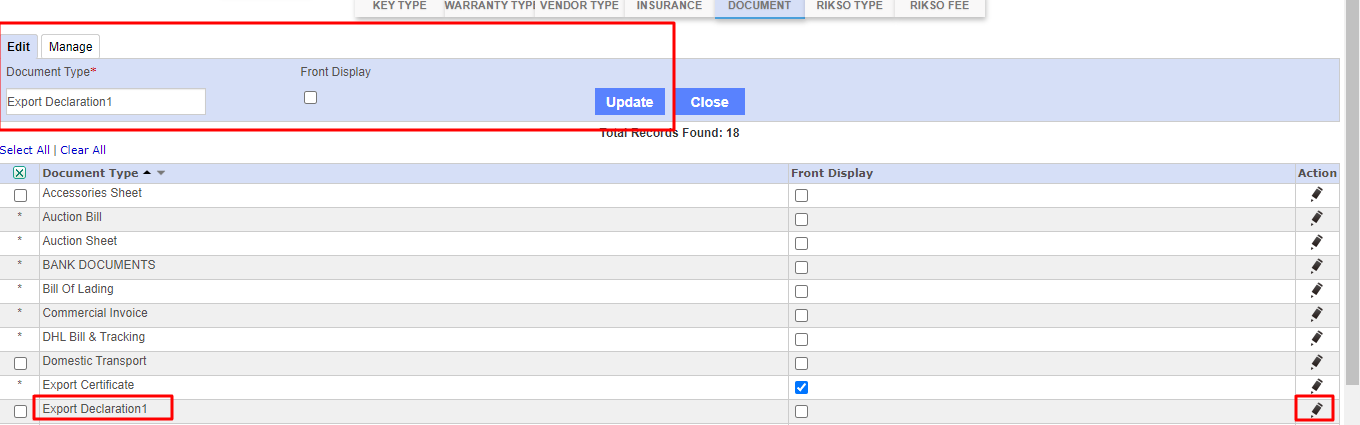 KEY TYPE WARRANTY TYPI VENDOR TYPE INSURANCE DOCUMENT RIKSO TYPE RIKSO FEE
Edit Manage
Document Type* Front Display
Export Declaration1 Update Close
Total Records Found: 18
Select All | Clear All
Document Type Front Display Action
Accessories Sheet
* Auction Bill
* Auction Sheet
* BANK DOCUMENTS
* Bill Of Lading
* Commercial Invoice
* DHL Bill & Tracking
Domestic Transport
* Export Certificate
Export Declaration1